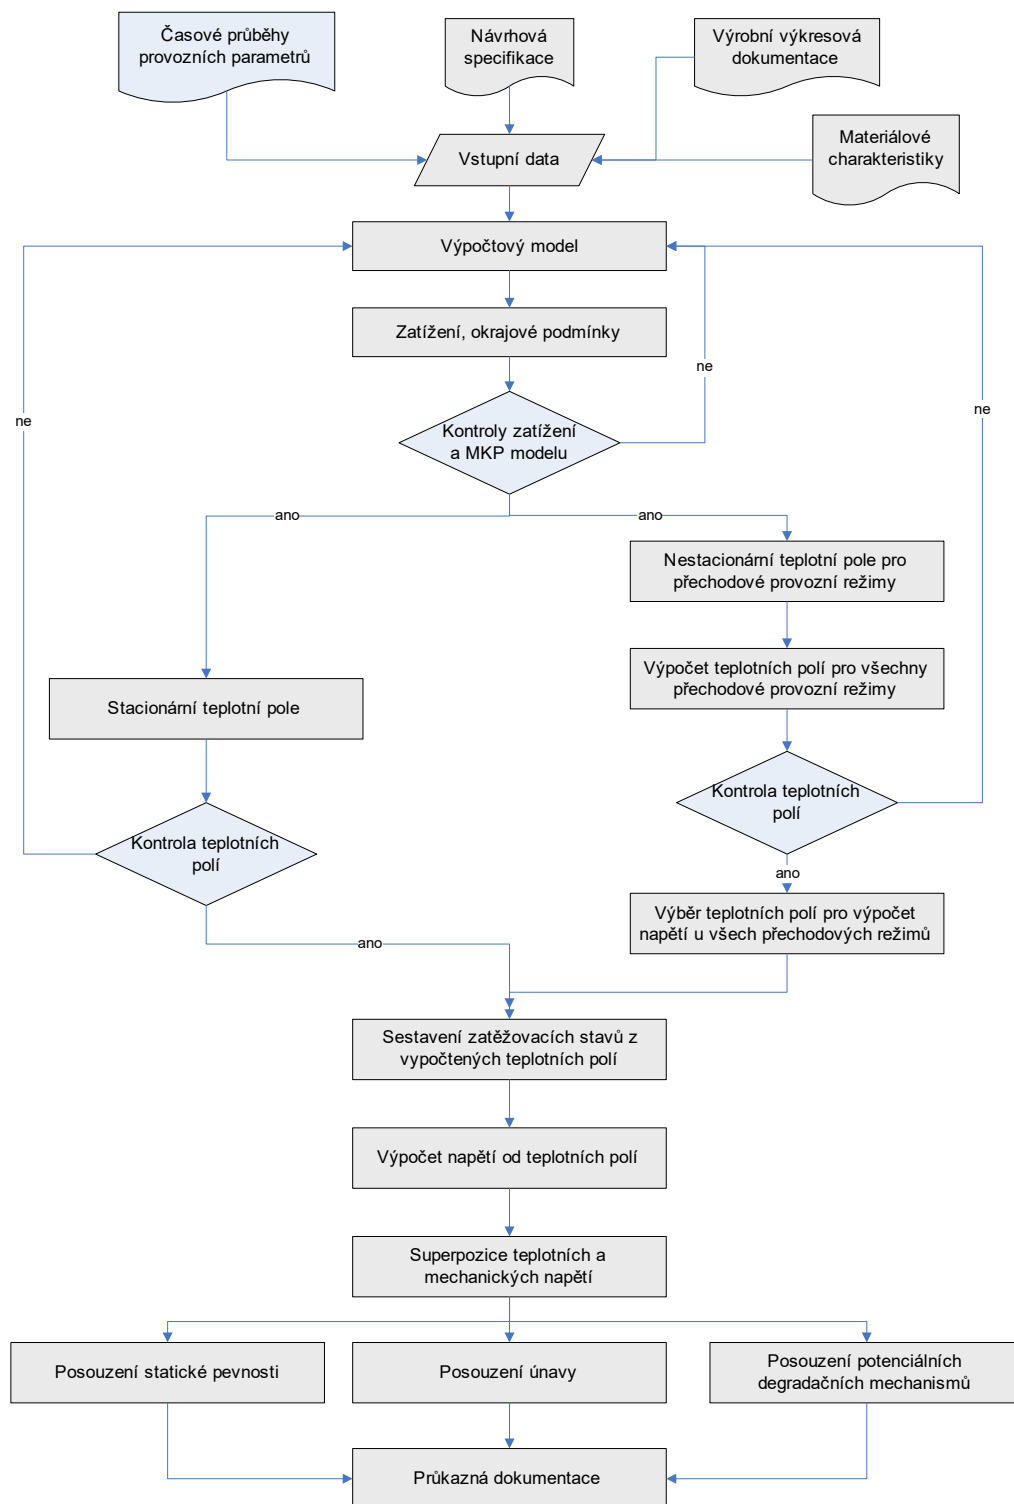 Časové průběhy
provozních parametrů
Návrhová
specifikace
Výrobní výkresová
dokumentace
Materiálové
charakteristiky
Vstupní data
Výpočtový model
Zatížení, okrajové podmínky
ne
ne
ne
Kontroly zatížení
a MKP modelu
ano
ano
Nestacionární teplotní pole pro
přechodové provozní režimy
Výpočet teplotních polí pro všechny
přechodové provozní režimy
Stacionární teplotní pole
Kontrola teplotních
polí
Kontrola teplotních
polí
ano
Výběr teplotních polí pro výpočet
napětí u všech přechodových režimů
ano
Sestavení zatěžovacích stavů z
vypočtených teplotních polí
Výpočet napětí od teplotních polí
Superpozice teplotních a
mechanických napětí
Posouzení statické pevnosti
Posouzení únavy
Posouzení potenciálních
degradačních mechanismů
Průkazná dokumentace